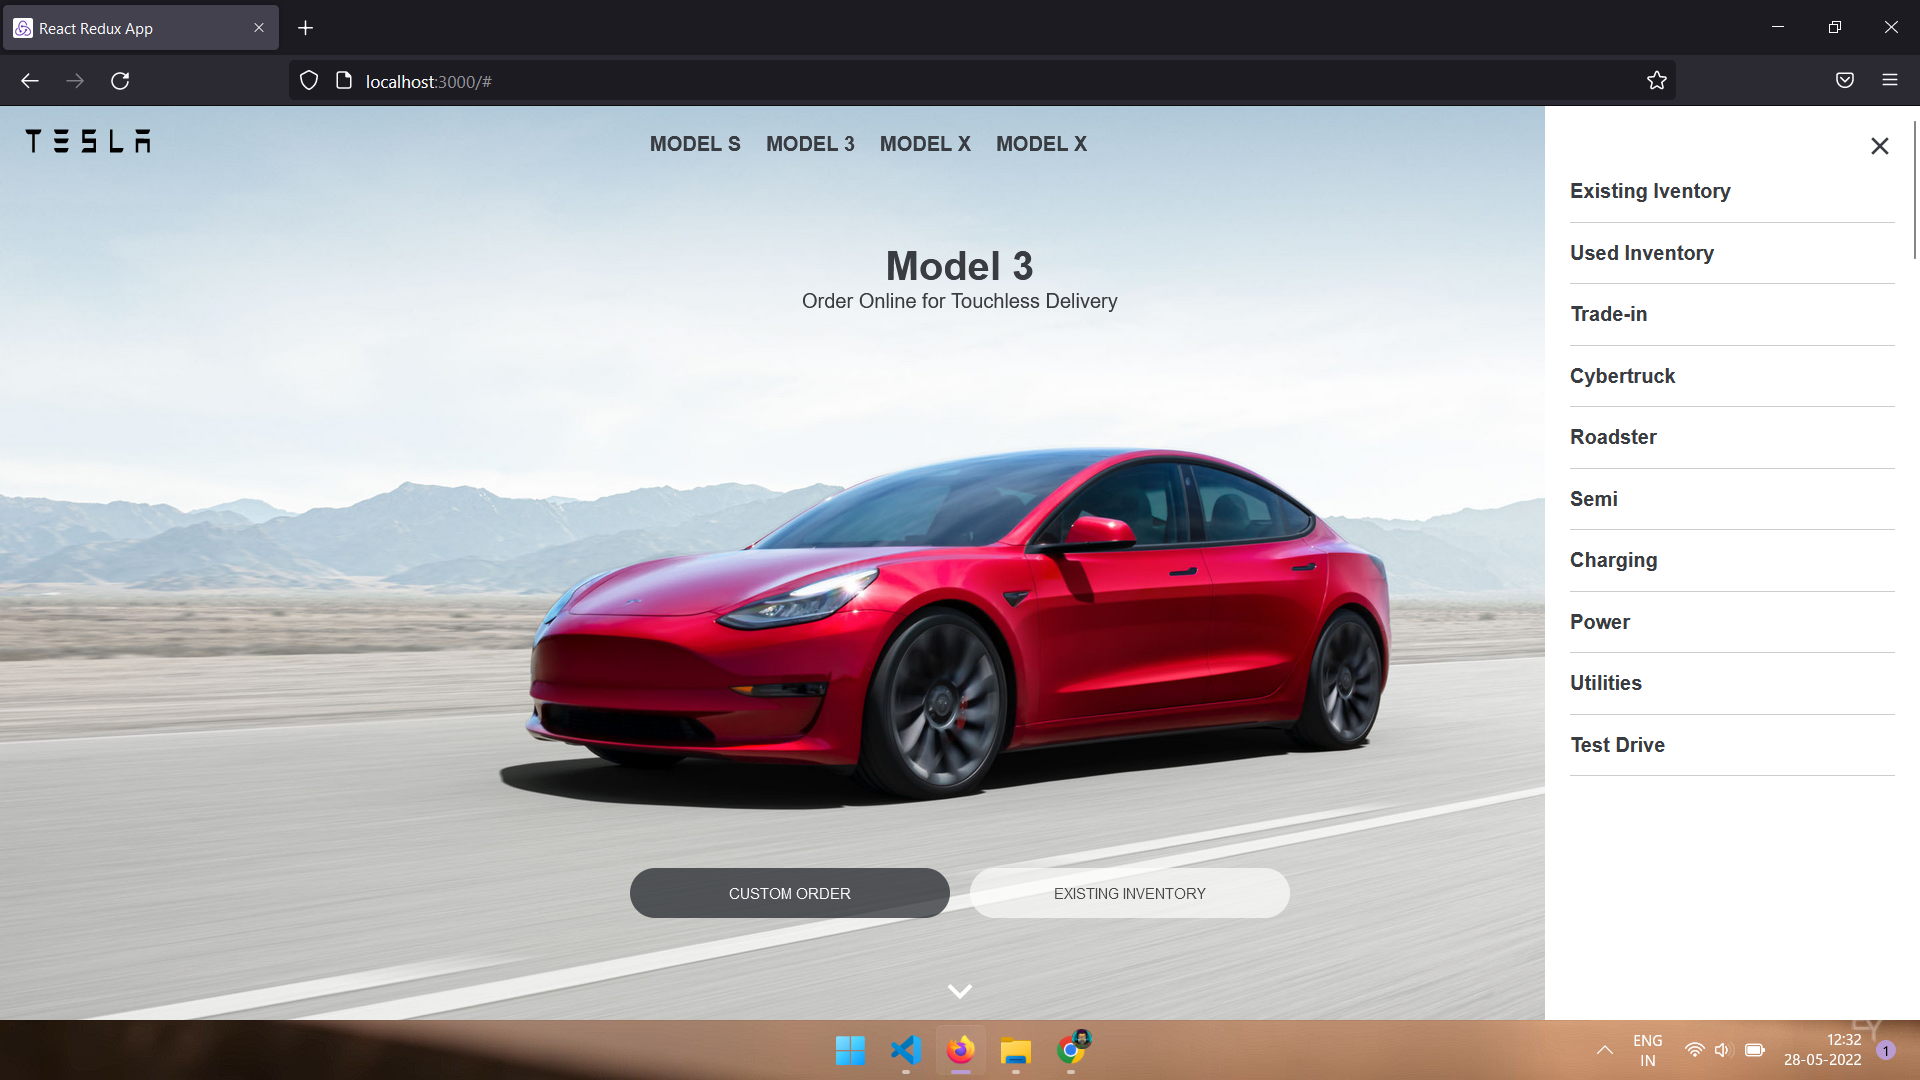 React Redux App
localhost:3000/#
TESLA
MODEL S MODEL 3 MODEL X MODEL X
Model 3
Order Online for Touchless Delivery
CUSTOM ORDER
EXISTING INVENTORY
Existing Iventory
Used Inventory
Trade-in
Cybertruck
Roadster
Semi
Charging
Power
Utilities
Test Drive
ENG
IN
12:32
28-05-2022
1